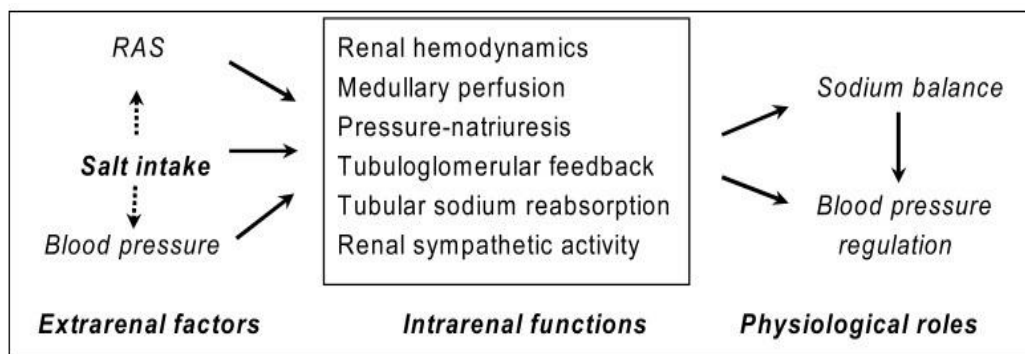 RAS
Salt intake
Blood pressure
Extrarenal factors
Renal hemodynamics
Medullary perfusion
Pressure-natriuresis
Tubuloglomerular feedback
Tubular sodium reabsorption
Renal sympathetic activity
Intrarenal functions
Sodium balance
Blood pressure
regulation
Physiological roles